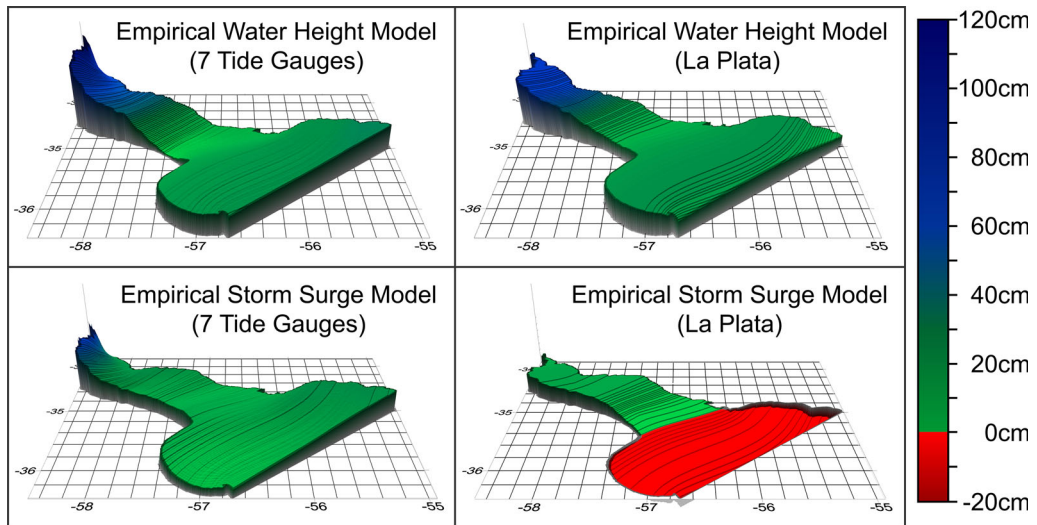 Empirical Water Height Model
(7 Tide Gauges)
-35
-36
-58
-57
-56
-55
Empirical Water Height Model
(La Plata)
-35
-36
-58
-57
-56
-55
Empirical Storm Surge Model
(7 Tide Gauges)
-35
-36
-58
-57
-56
-55
Empirical Storm Surge Model
(La Plata)
-34
-35
-36
-58
-57
-56
-55
120cm
100cm
80cm
60cm
40cm
20cm
0cm
-20cm